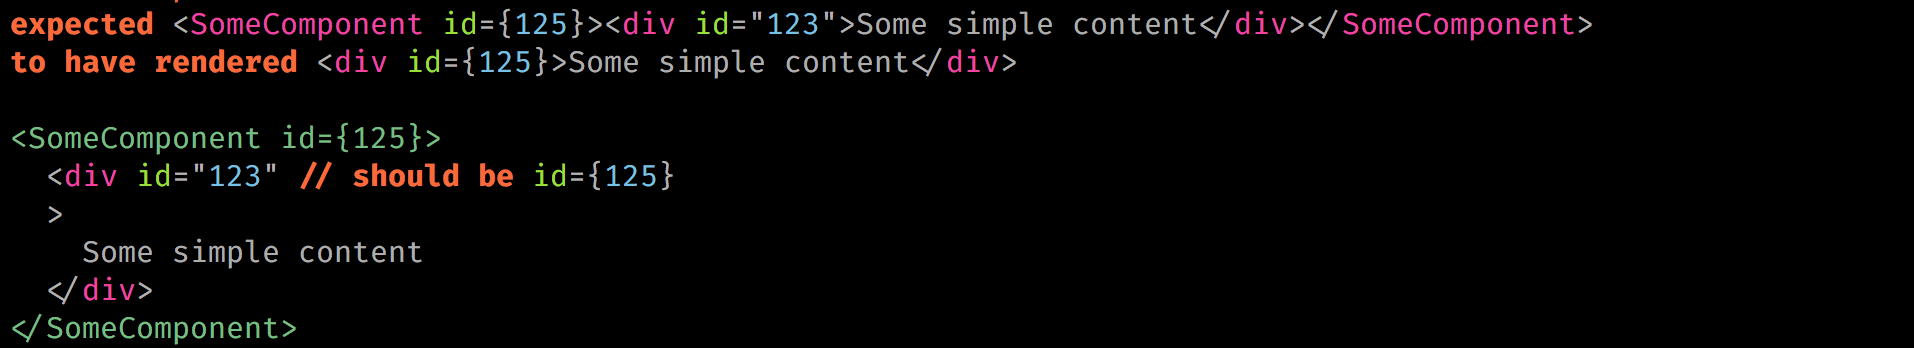 expected <SomeComponent id={125}><div id="123">Some simple content</div></SomeComponent>
to have rendered <div id={125}>Some simple content</div>

<SomeComponent id={125}>
  <div id="123" // should be id={125}
  >
    Some simple content
  </div>
</SomeComponent>